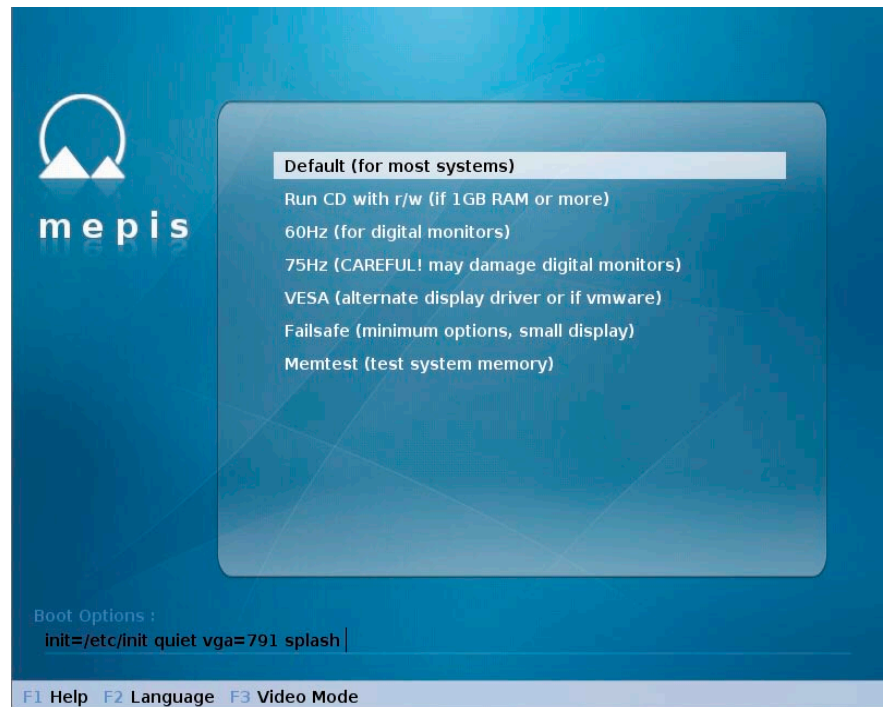 mepis
Default (for most systems)
Run CD with r/w (if 1GB RAM or more)
60Hz (for digital monitors)
75Hz (CAREFUL! may damage digital monitors)
VESA (alternate display driver or if vmware)
Failsafe (minimum options, small display)
Memtest (test system memory)
Boot Options :
init=/etc/init quiet vga=791 splash
F1 Help F2 Language F3 Video Mode